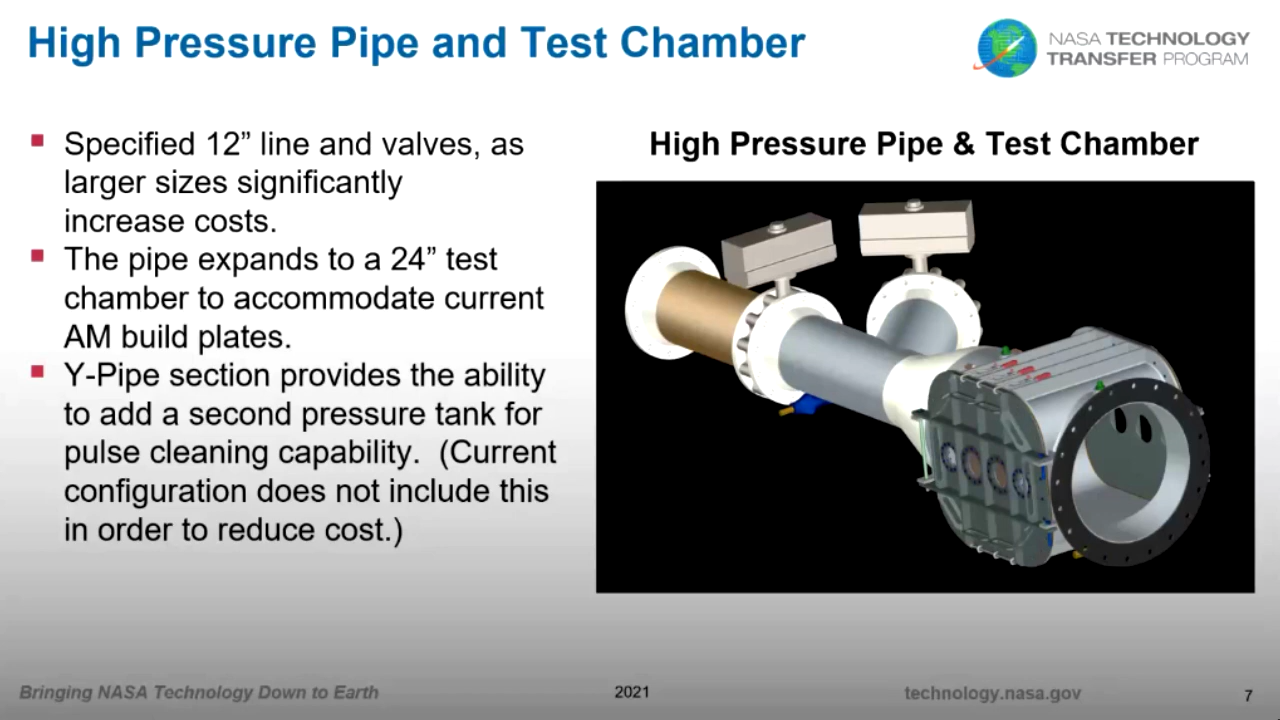 High Pressure Pipe and Test Chamber
NASA TECHNOLOGY
TRANSFER PROGRAM
Specified 12” line and valves, as
larger sizes significantly
increase costs.
The pipe expands to a 24” test
chamber to accommodate current
AM build plates.
Y-Pipe section provides the ability
to add a second pressure tank for
pulse cleaning capability. (Current
configuration does not include this
in order to reduce cost.)
High Pressure Pipe & Test Chamber
Bringing NASA Technology Down to Earth
2021
technology.nasa.gov
7